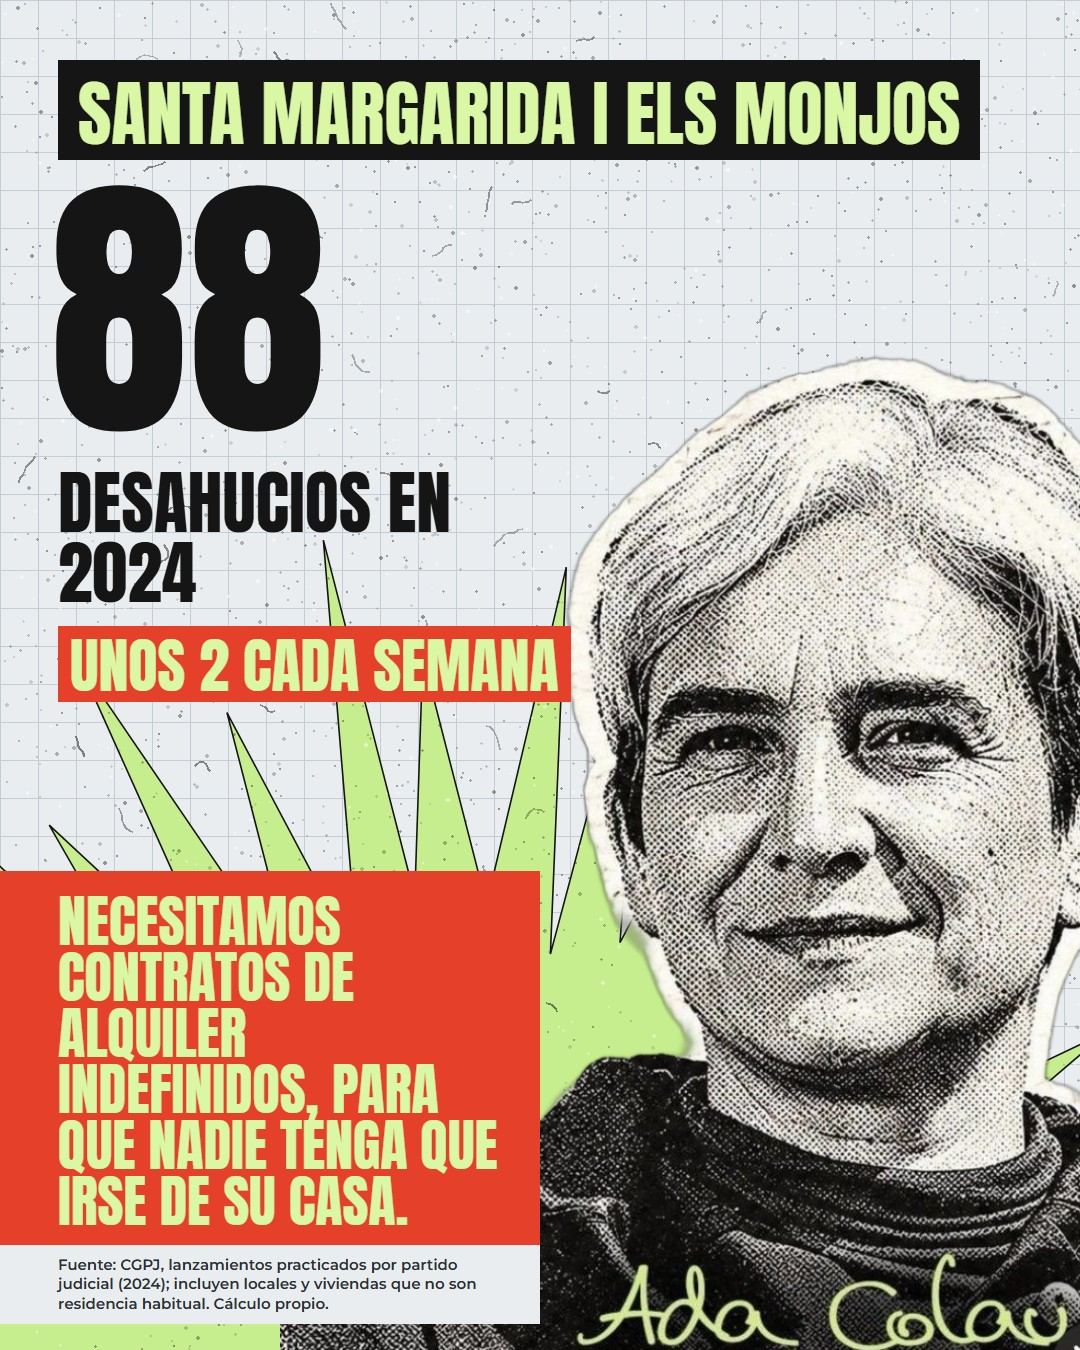 SANTA MARGARIDA I ELS MONJOS
88
DESAHUCIOS EN
2024
UNOS 2 CADA SEMANA
NECESITAMOS
CONTRATOS DE
ALQUILER
INDEFINIDOS, PARA
QUE NADIE TENGA QUE
IRSE DE SU CASA.
Fuente: CGPJ, lanzamientos practicados por partido
judicial (2024); incluyen locales y viviendas que no son
residencia habitual. Cálculo propio.
Ada Colau